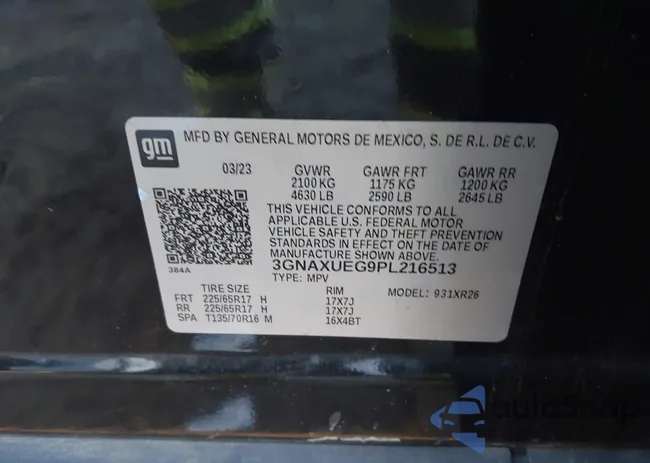 gm MFD BY GENERAL MOTORS DE MEXICO, S. DE R.L. DE C.V.
03/23 GVWR GAWR FRT GAWR RR
2100 KG 1175 KG 1200 KG
4630 LB 2590 LB 2645 LB
THIS VEHICLE CONFORMS TO ALL
APPLICABLE U.S. FEDERAL MOTOR
VEHICLE SAFETY AND THEFT PREVENTION
STANDARDS IN EFFECT ON THE DATE
OF MANUFACTURE SHOWN ABOVE.
3GNAXUEG9PL216513
384A TYPE: MPV
TIRE SIZE RIM MODEL: 931XR26
FRT 225/65R17 H 17X7J
RR 225/65R17 H 17X7J
SPA T135/70R16 M 16X4BT
autoSnap